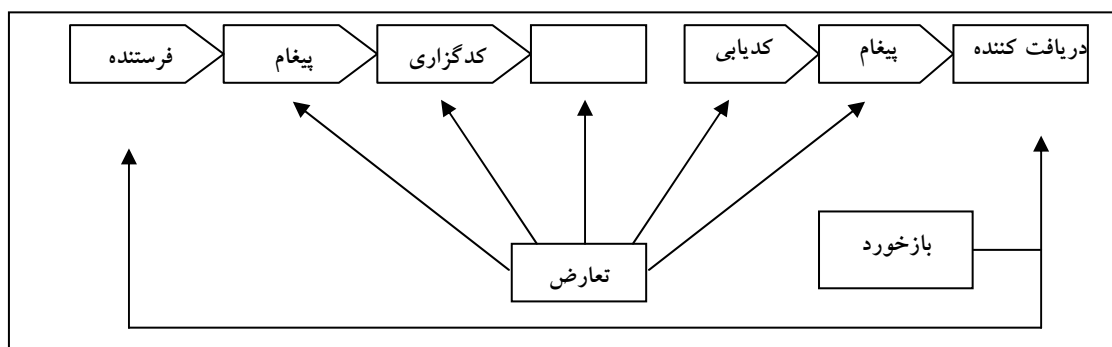 فرستنده
پیغام
کدگزاری
کدیابی
پیغام
دریافت کننده
بازخورد
تعارض